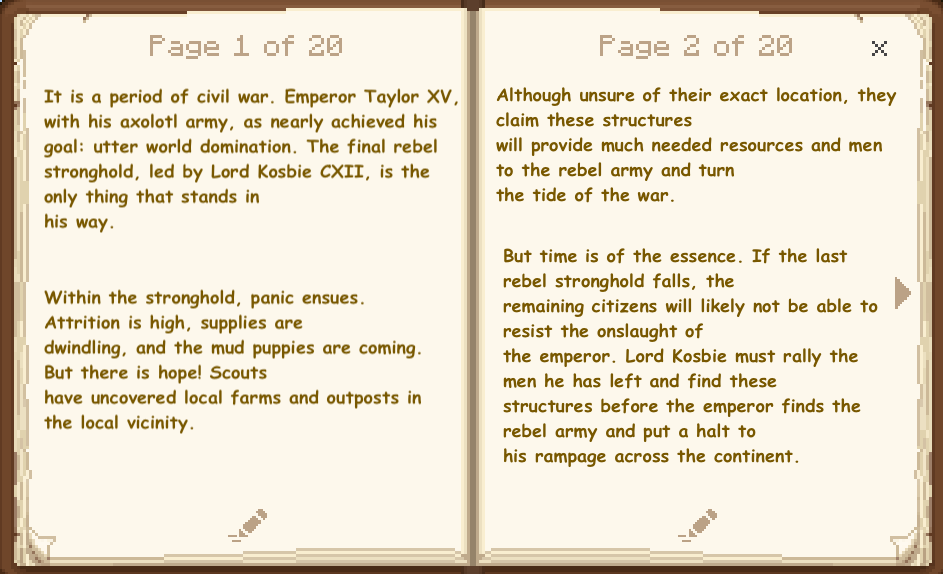 Page 1 of 20
It is a period of civil war. Emperor Taylor XV,
with his axolotl army, as nearly achieved his
goal: utter world domination. The final rebel
stronghold, led by Lord Kosbie CXII, is the
only thing that stands in
his way.
Within the stronghold, panic ensues.
Attrition is high, supplies are
dwindling, and the mud puppies are coming.
But there is hope! Scouts
have uncovered local farms and outposts in
the local vicinity.
Page 2 of 20
X
Although unsure of their exact location, they
claim these structures
will provide much needed resources and men
to the rebel army and turn
the tide of the war.
But time is of the essence. If the last
rebel stronghold falls, the
remaining citizens will likely not be able to
resist the onslaught of
the emperor. Lord Kosbie must rally the
men he has left and find these
structures before the emperor finds the
rebel army and put a halt to
his rampage across the continent.